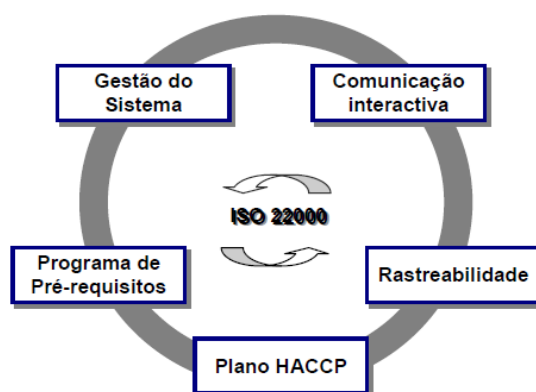 Gestão do
Sistema
Comunicação
interactiva
ISO 22000
Programa de
Pré-requisitos
Rastreabilidade
Plano HACCP